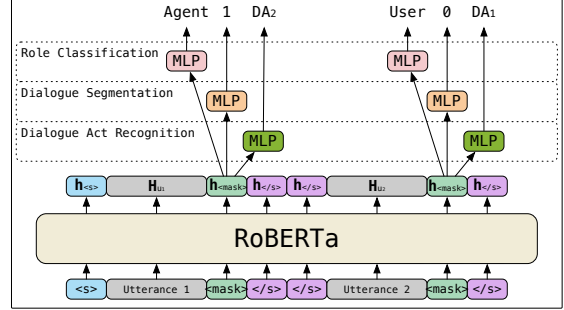 Agent 1 DA2 User 0 DA1
Role Classification MLP MLP
Dialogue Segmentation MLP MLP
Dialogue Act Recognition MLP MLP
h<s> Hu1 h<mask> h</s> h</s> Hu2 h<mask> h</s>
RoBERTa
<s> Utterance 1 <mask> </s> </s> Utterance 2 <mask> </s>